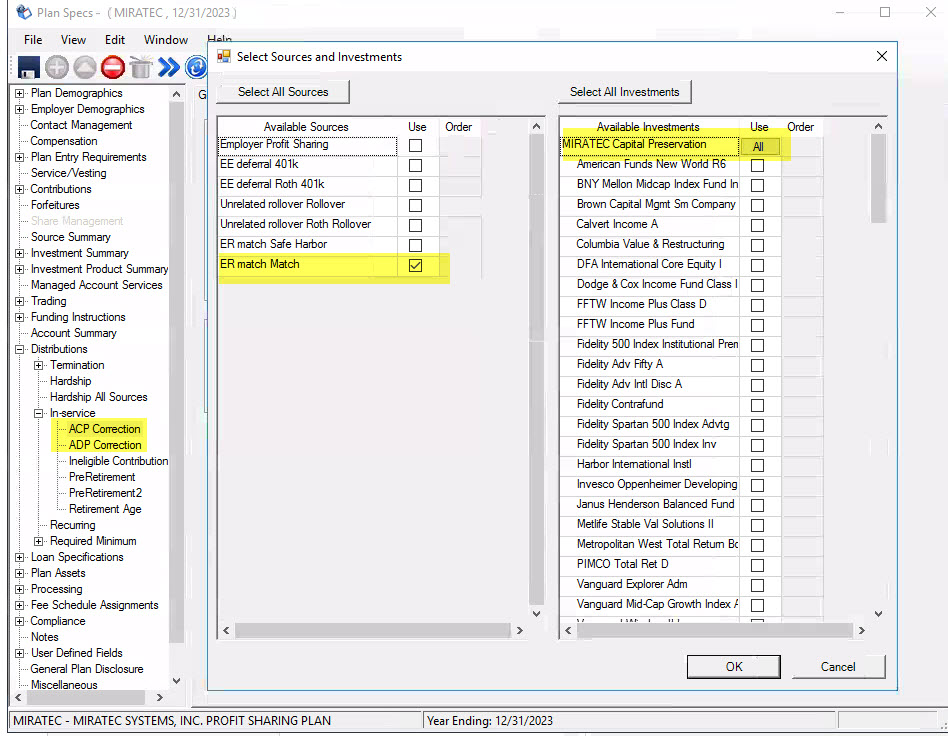 Plan Specs - ( MIRATEC , 12/31/2023 )
File View Edit Window Help
Select Sources and Investments
Select All Sources
Select All Investments
Plan Demographics
Employer Demographics
Contact Management
Compensation
Plan Entry Requirements
Service/Vesting
Contributions
Forfeitures
Share Management
Source Summary
Investment Summary
Investment Product Summary
Managed Account Services
Trading
Funding Instructions
Account Summary
Distributions
Termination
Hardship
Hardship All Sources
In-service
ACP Correction
ADP Correction
Ineligible Contribution
PreRetirement
PreRetirement2
Retirement Age
Recurring
Required Minimum
Loan Specifications
Plan Assets
Processing
Fee Schedule Assignments
Compliance
Notes
User Defined Fields
General Plan Disclosure
Miscellaneous
Available Sources Use Order
Employer Profit Sharing
EE deferral 401k
EE deferral Roth 401k
Unrelated rollover Rollover
Unrelated rollover Roth Rollover
ER match Safe Harbor
ER match Match
Available Investments Use Order
MIRATEC Capital Preservation All
American Funds New World R6
BNY Mellon Midcap Index Fund In
Brown Capital Mgmt Sm Company
Calvert Income A
Columbia Value & Restructuring
DFA International Core Equity I
Dodge & Cox Income Fund Class I
FFTW Income Plus Class D
FFTW Income Plus Fund
Fidelity 500 Index Institutional Prem
Fidelity Adv Fifty A
Fidelity Adv Intl Disc A
Fidelity Contrafund
Fidelity Spartan 500 Index Advtg
Fidelity Spartan 500 Index Inv
Harbor International Instl
Invesco Oppenheimer Developing
Janus Henderson Balanced Fund
Metlife Stable Val Solutions II
Metropolitan West Total Return Bo
PIMCO Total Ret D
Vanguard Explorer Adm
Vanguard Mid-Cap Growth Index A
OK
Cancel
MIRATEC - MIRATEC SYSTEMS, INC. PROFIT SHARING PLAN
Year Ending: 12/31/2023